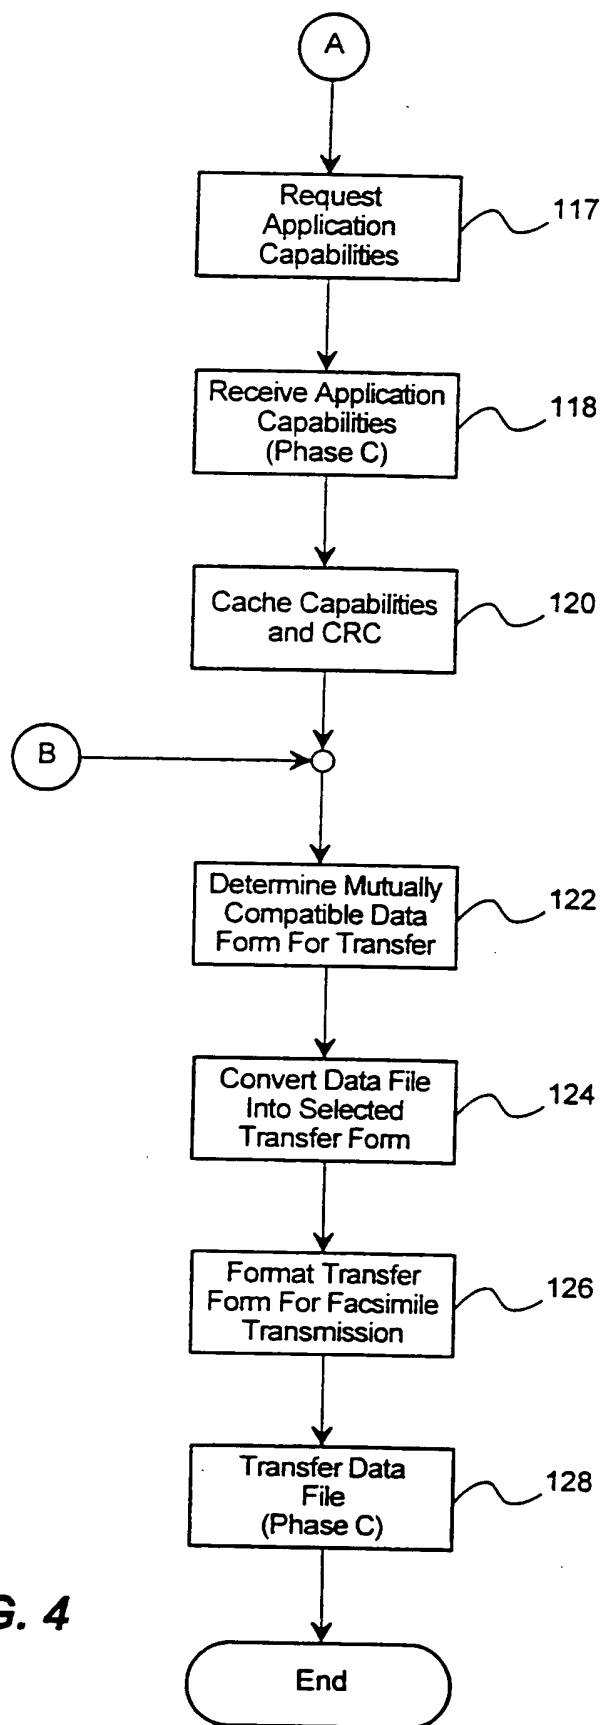 A
Request
Application
Capabilities
117
Receive Application
Capabilities
(Phase C)
118
Cache Capabilities
and CRC
120
B
Determine Mutually
Compatible Data
Form For Transfer
122
Convert Data File
Into Selected
Transfer Form
124
Format Transfer
Form For Facsimile
Transmission
126
Transfer Data
File
(Phase C)
128
G. 4
End